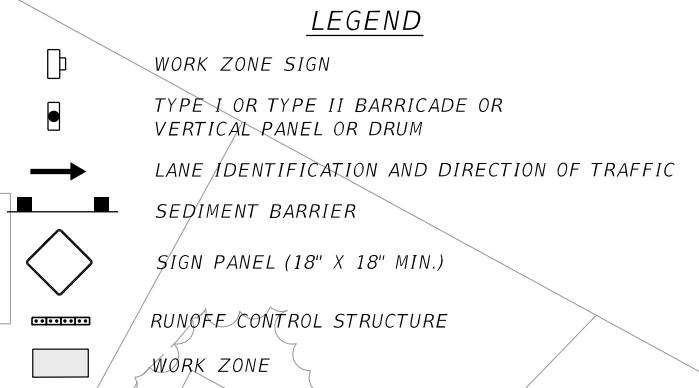 LEGEND
WORK ZONE SIGN
TYPE I OR TYPE II BARRICADE OR
VERTICAL PANEL OR DRUM
LANE IDENTIFICATION AND DIRECTION OF TRAFFIC
SEDIMENT BARRIER
SIGN PANEL (18" X 18" MIN.)
RUNOFF CONTROL STRUCTURE
WORK ZONE